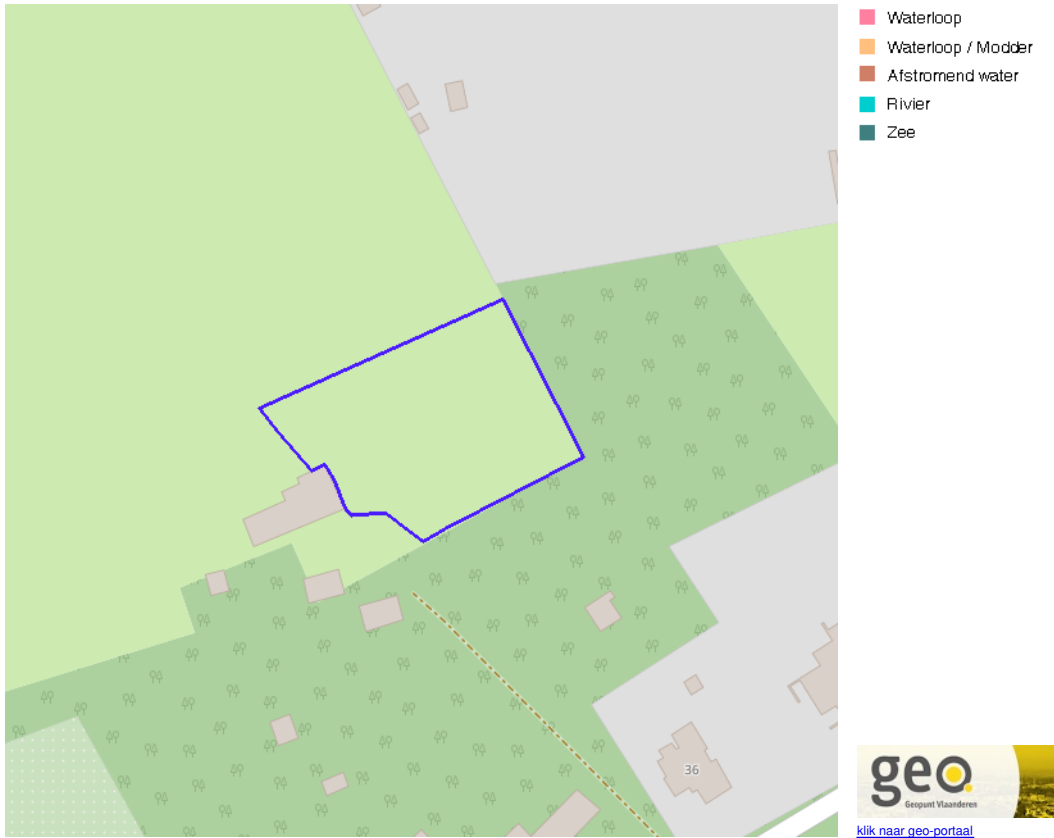 Waterloop
Waterloop / Modder
Afstromend water
Rivier
Zee
36
geo.
Geopunt Vlaanderen
klik naar geo-portaal